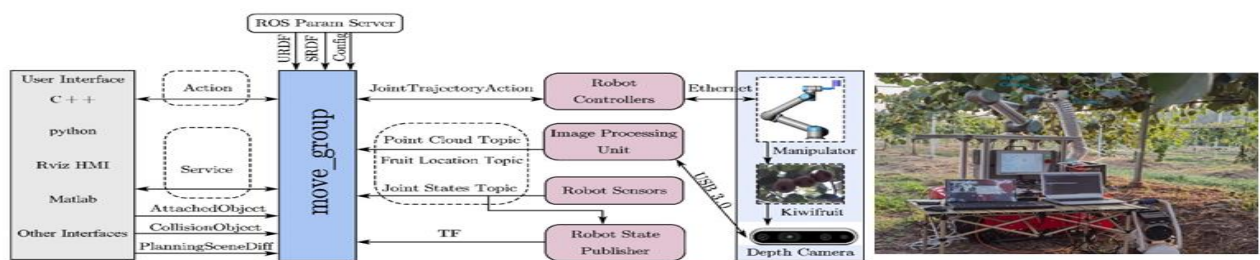 ROS Param Server
URDF
SRDF
Config
User Interface
C + +
python
Rviz HMI
Matlab
Other Interfaces
Action
Service
AttachedObject
CollisionObject
PlanningSceneDiff
move_group
JointTrajectoryAction
Point Cloud Topic
Fruit Location Topic
Joint States Topic
TF
Robot
Controllers
Image Processing
Unit
Robot Sensors
Robot State
Publisher
Ethernet
USB 3.0
Manipulator
Kiwifruit
Depth Camera